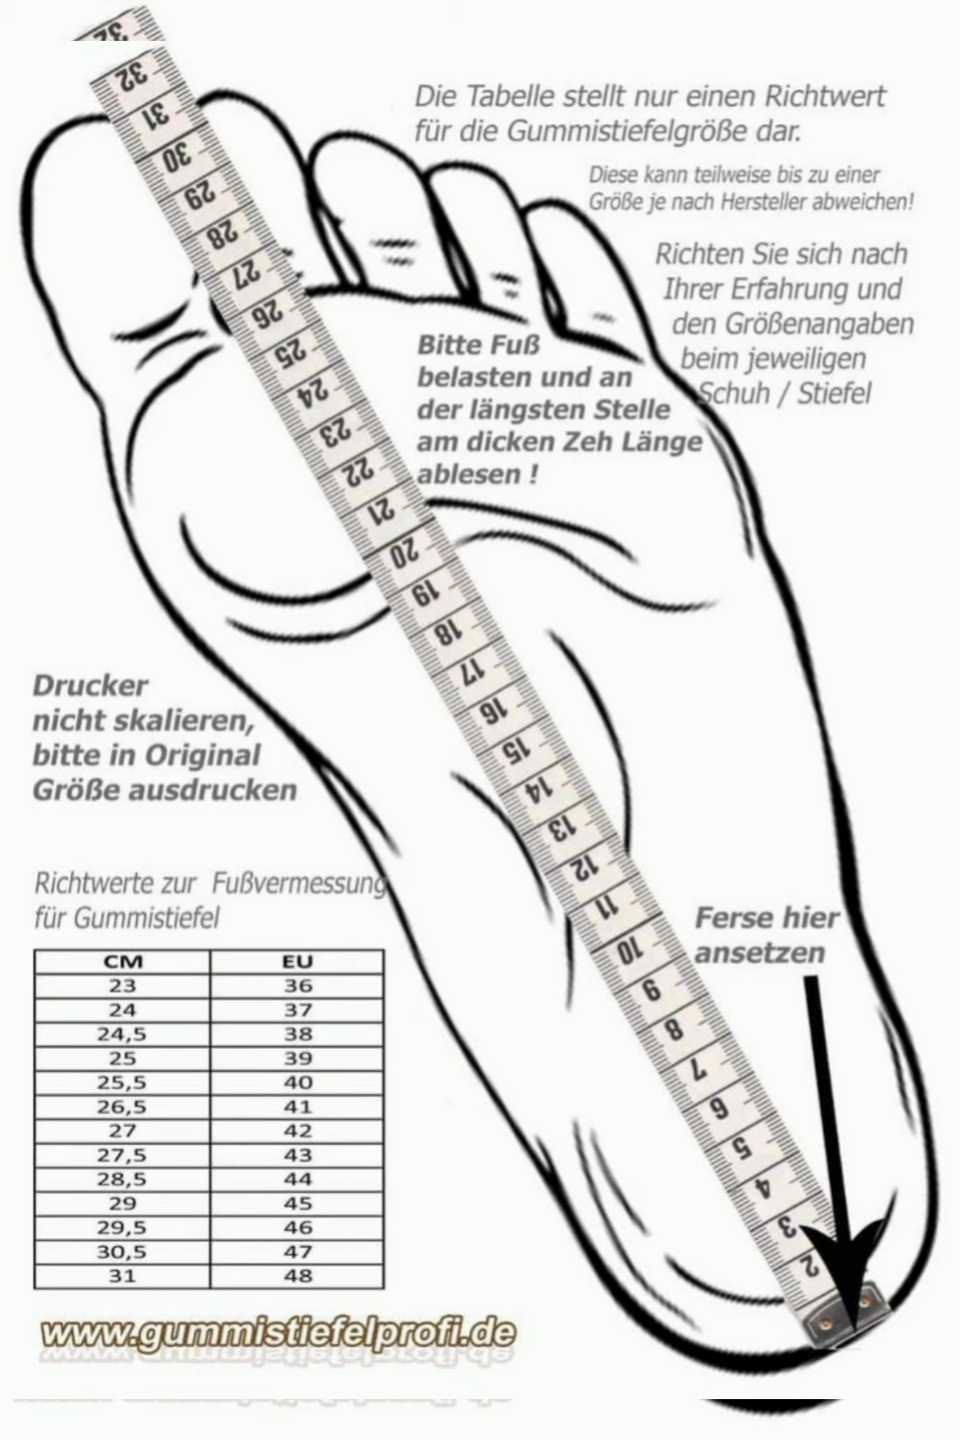 32
32
31
30
29
28
27
26
25
24
23
22
21
20
19
18
17
16
15
14
13
12
11
10
9
8
7
6
5
4
3
2
Die Tabelle stellt nur einen Richtwert
für die Gummistiefelgröße dar.
Diese kann teilweise bis zu einer
Größe je nach Hersteller abweichen!
Richten Sie sich nach
Ihrer Erfahrung und
den Größenangaben
beim jeweiligen
Schuh / Stiefel
Bitte Fuß
belasten und an
der längsten Stelle
am dicken Zeh Länge
ablesen !
Drucker
nicht skalieren,
bitte in Original
Größe ausdrucken
Richtwerte zur Fußvermessung
für Gummistiefel
Ferse hier
ansetzen
CM EU
23 36
24 37
24,5 38
25 39
25,5 40
26,5 41
27 42
27,5 43
28,5 44
29 45
29,5 46
30,5 47
31 48
www.gummistiefelprofi.de